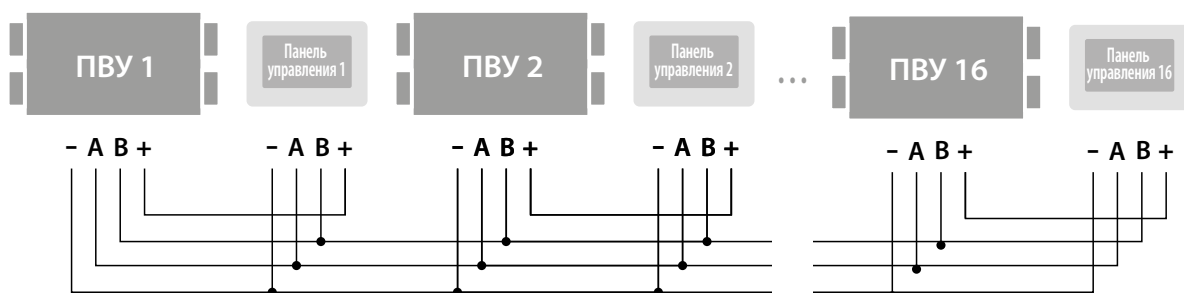 ПВУ 1
Панель
управления 1
ПВУ 2
Панель
управления 2
...
ПВУ 16
Панель
управления 16
– A B +
– A B +
– A B +
– A B +
– A B +
– A B +